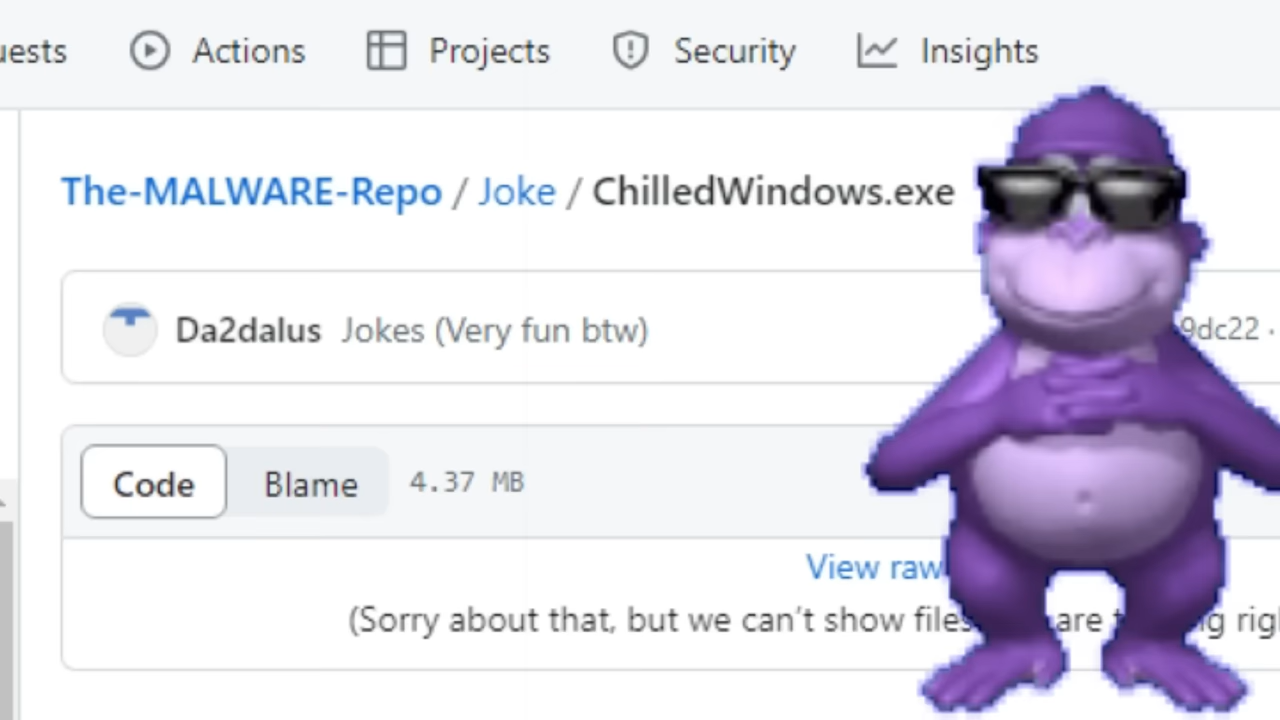 uests Actions Projects Security Insights
The-MALWARE-Repo / Joke / ChilledWindows.exe
Da2dalus Jokes (Very fun btw) 9dc22 ·
Code Blame 4.37 MB
View raw
(Sorry about that, but we can't show files are